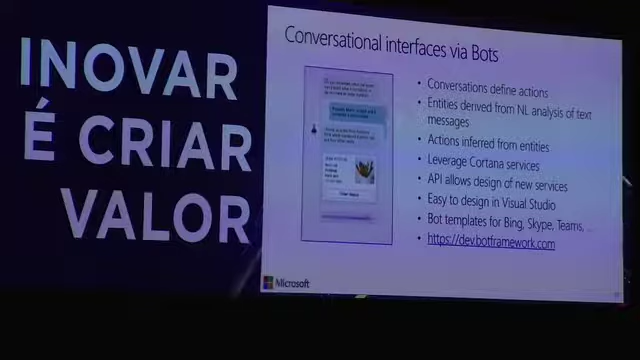 INOVAR
É CRIAR
VALOR
Conversational interfaces via Bots
• Conversations define actions
• Entities derived from NL analysis of text
messages
• Actions inferred from entities
• Leverage Cortana services
• API allows design of new services
• Easy to design in Visual Studio
• Bot templates for Bing, Skype, Teams, ...
• https://dev.botframework.com
Microsoft